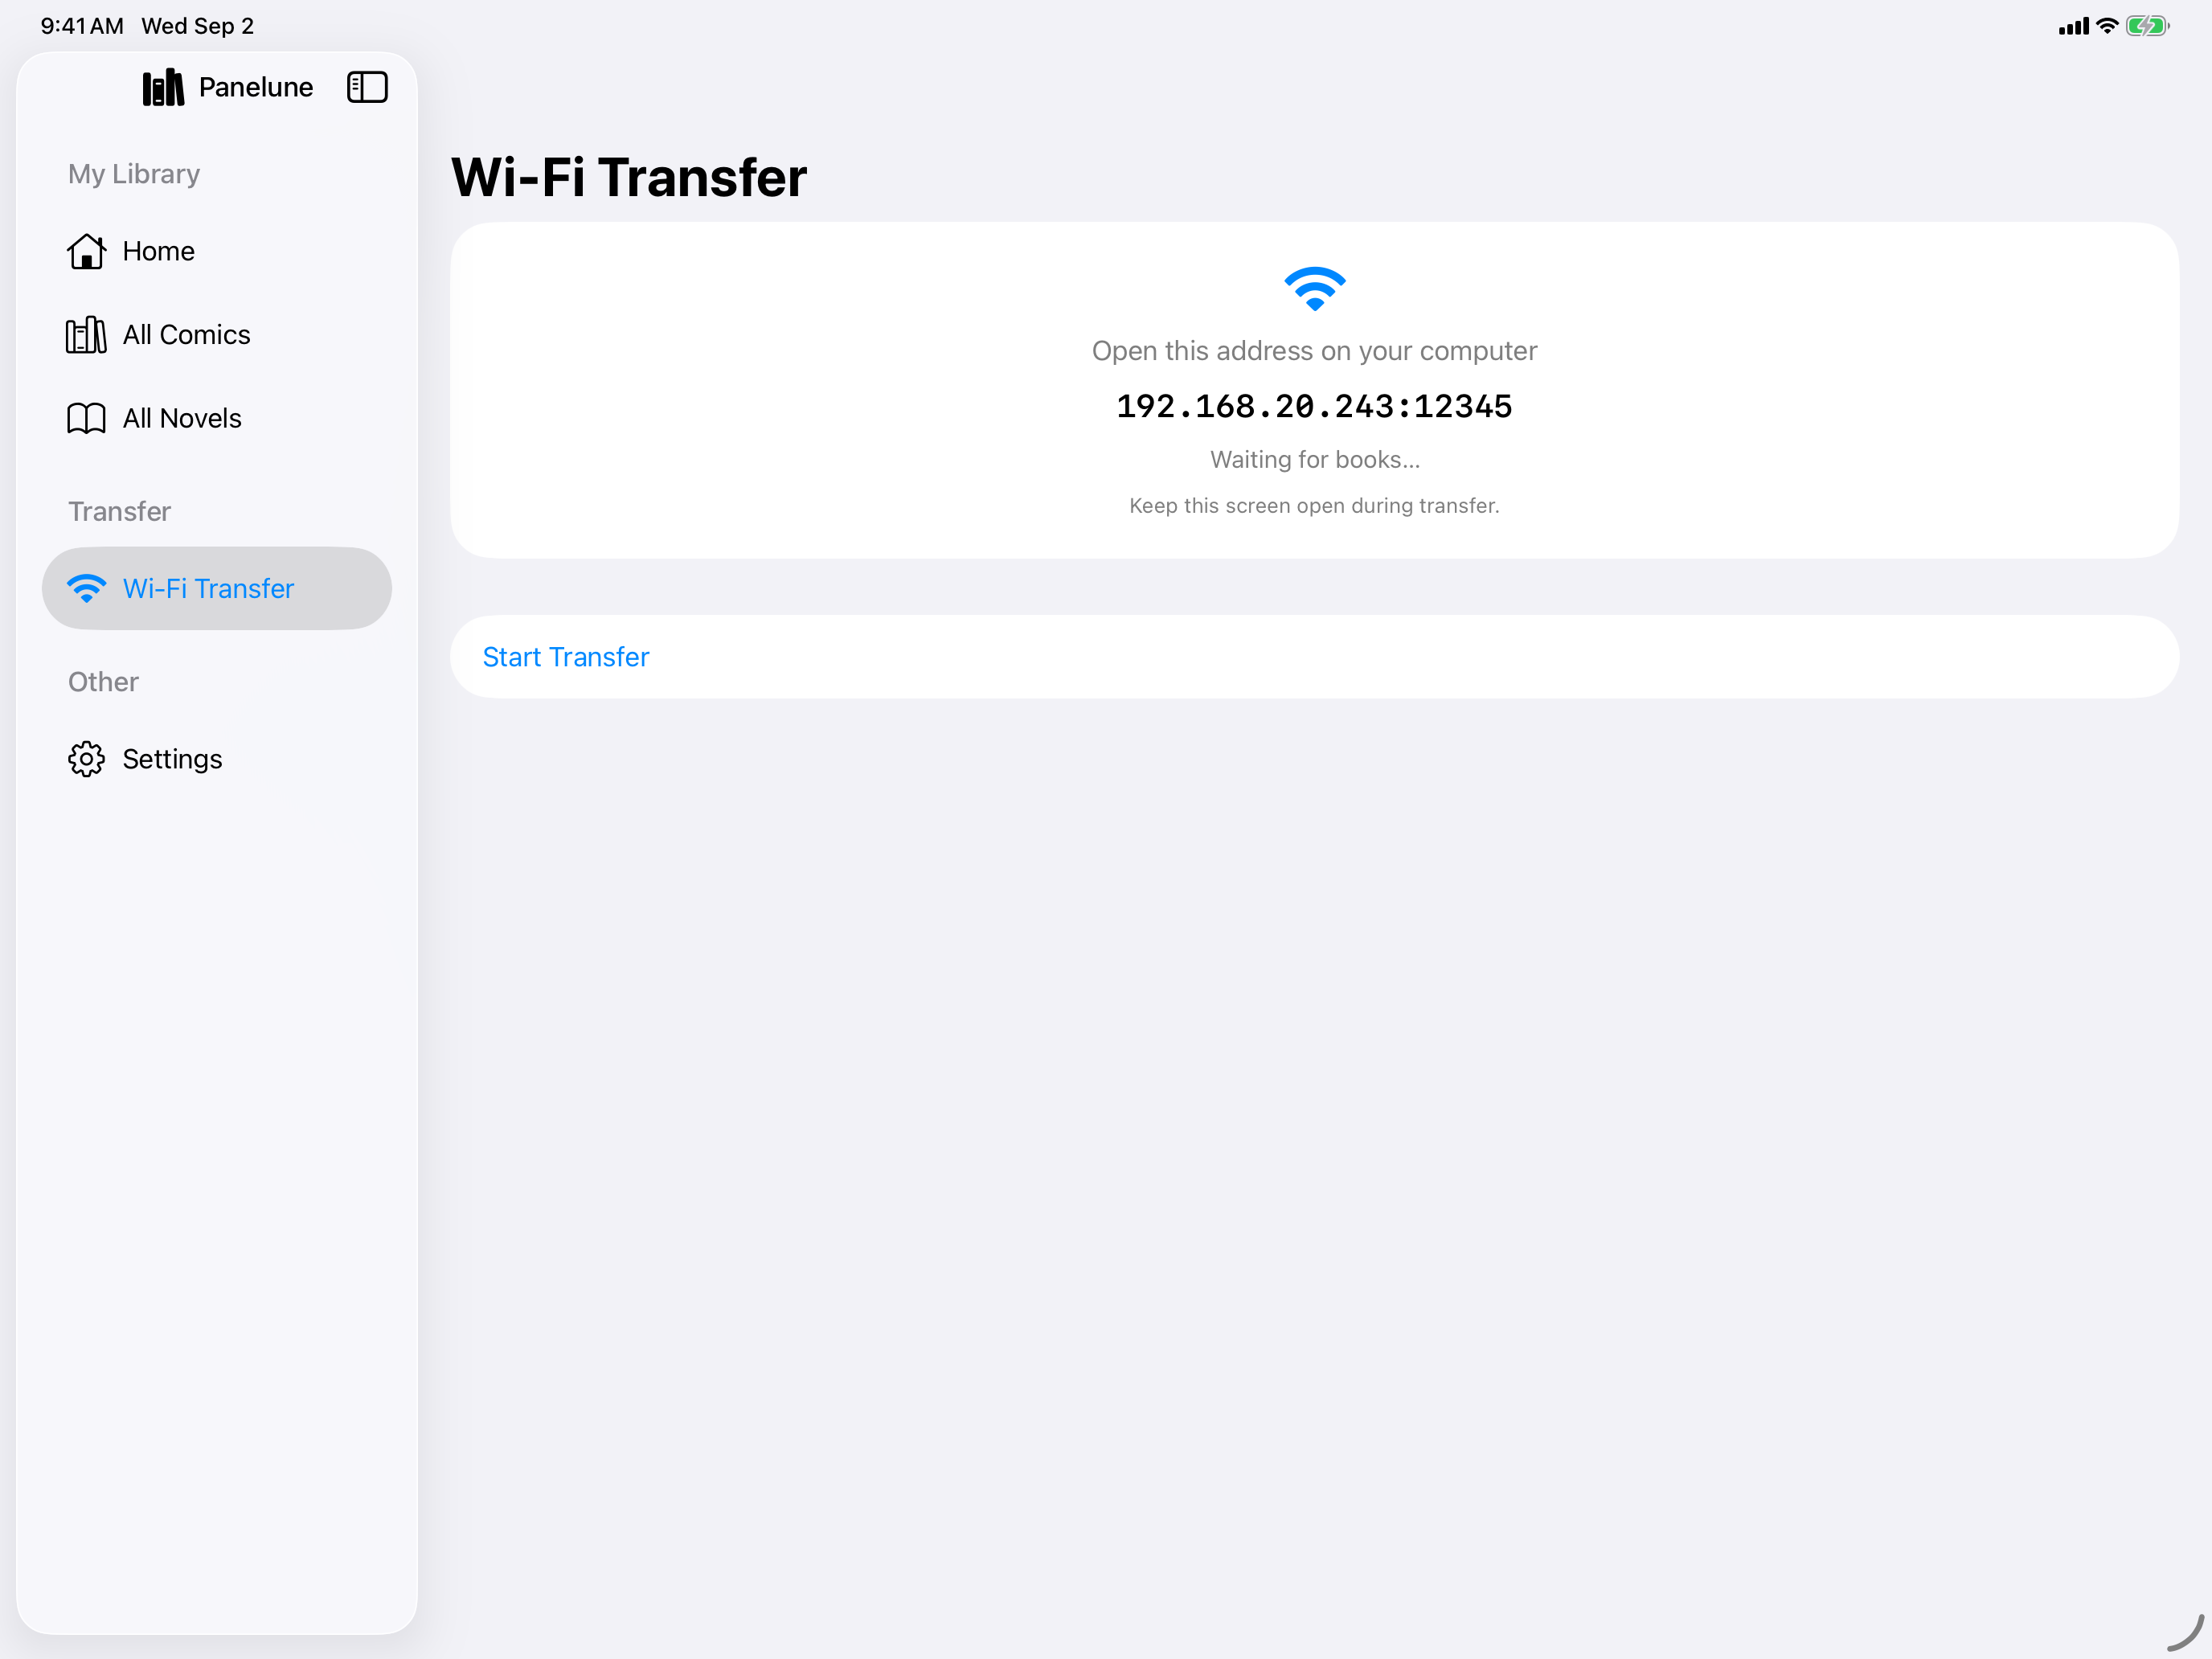 9:41 AM Wed Sep 2
Panelune
My Library
Home
All Comics
All Novels
Transfer
Wi-Fi Transfer
Other
Settings
Wi-Fi Transfer
Open this address on your computer
192.168.20.243:12345
Waiting for books...
Keep this screen open during transfer.
Start Transfer